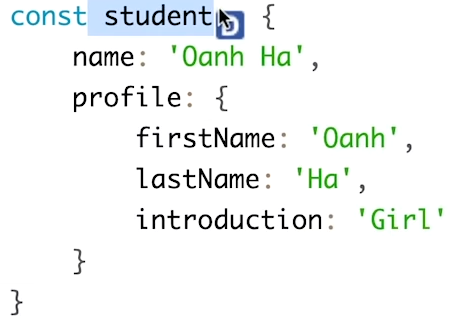 const student {
name: 'Oanh Ha',
profile: {
firstName: 'Oanh',
lastName: 'Ha',
introduction: 'Girl'
}
}